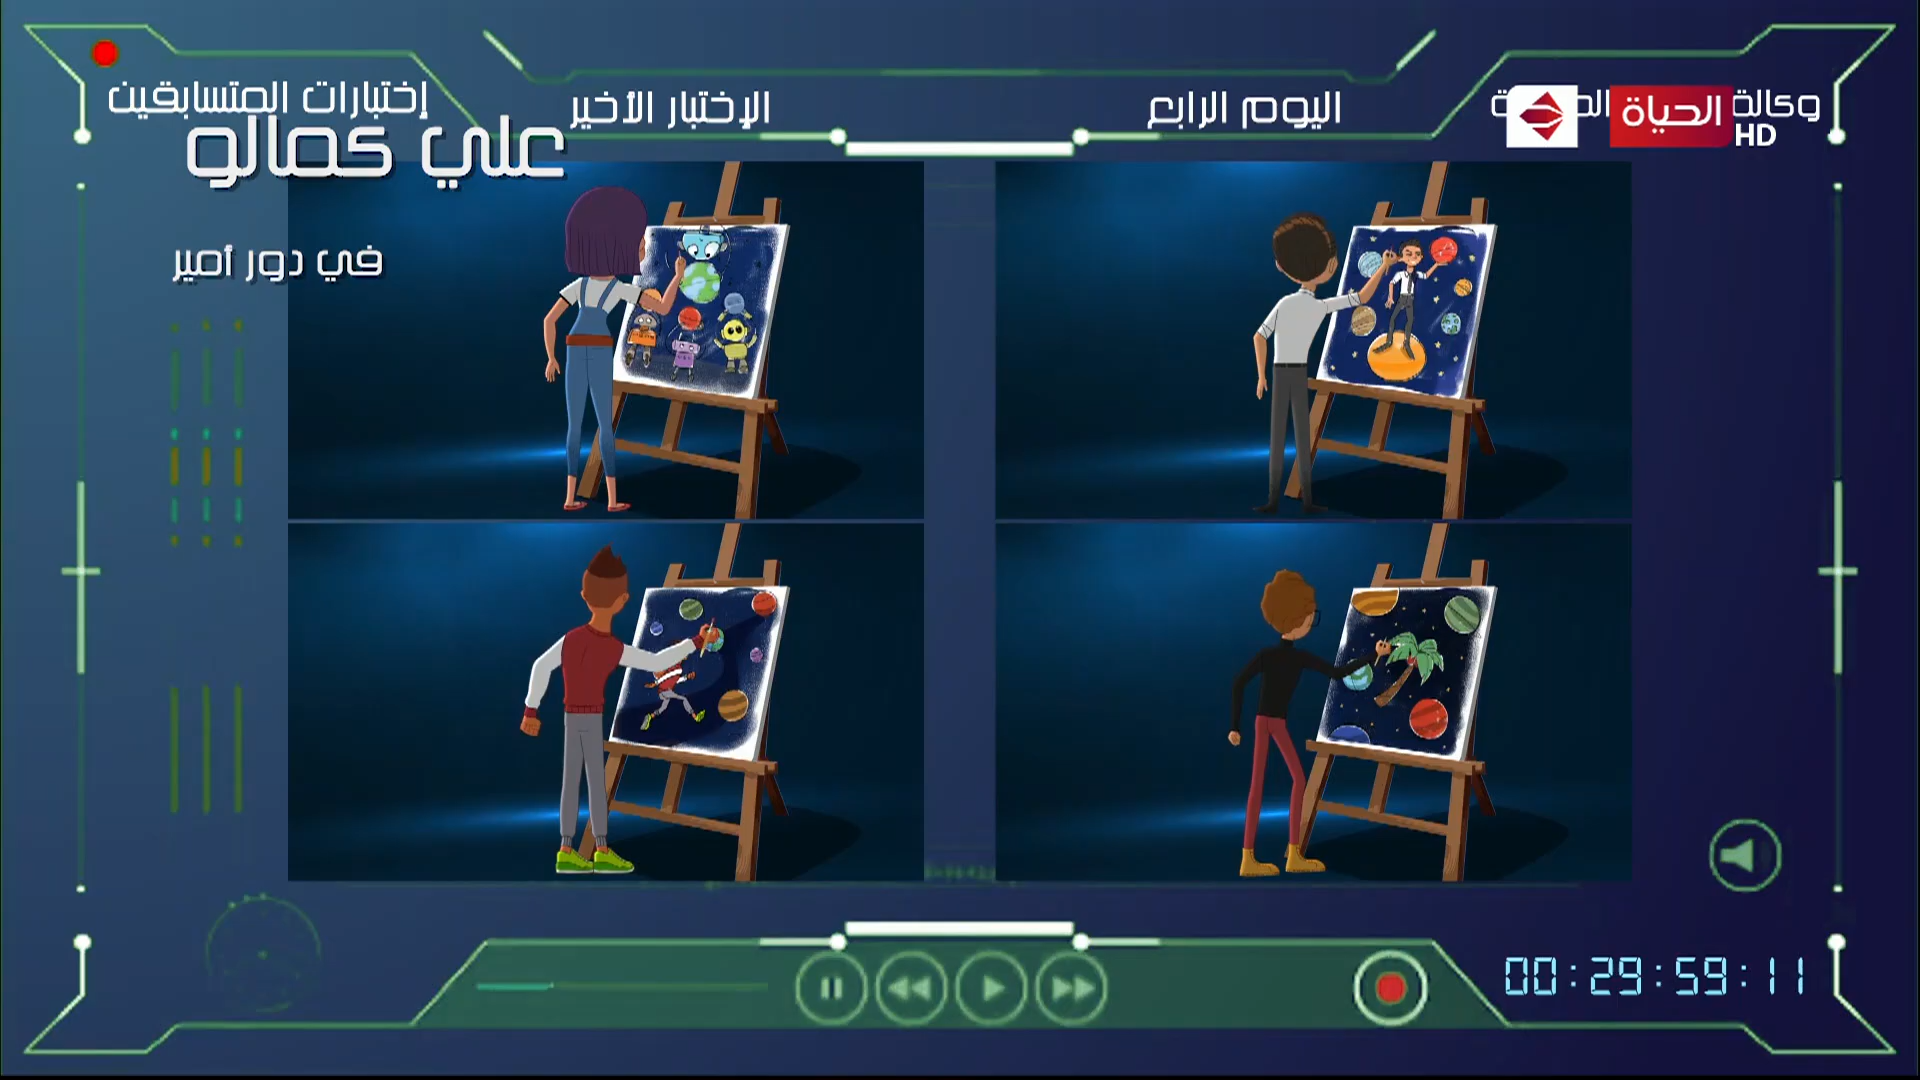 وكالة
الحياة
HD
اليوم الرابع
الإختبار الأخير
إختبارات المتسابقين
علي كمالو
في دور أمير
00:29:59:11